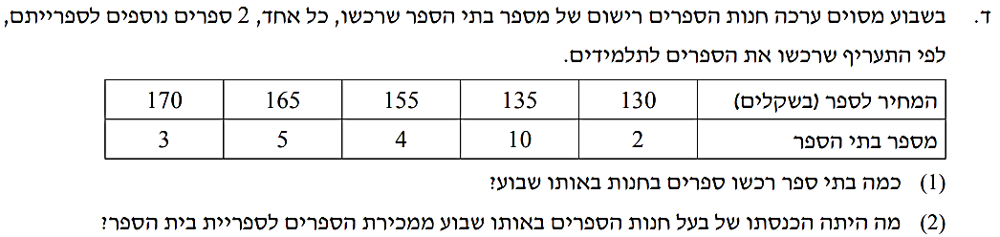 ד. בשבוע מסוים ערכה חנות הספרים רישום של מספר בתי הספר שרכשו, כל אחד, 2 ספרים נוספים לספרייתם,
לפי התעריף שרכשו את הספרים לתלמידים.
המחיר לספר (בשקלים) 130 135 155 165 170
מספר בתי הספר 2 10 4 5 3
(1) כמה בתי ספר רכשו ספרים בחנות באותו שבוע?
(2) מה היתה הכנסתו של בעל חנות הספרים באותו שבוע ממכירת הספרים לספריית בית הספר?